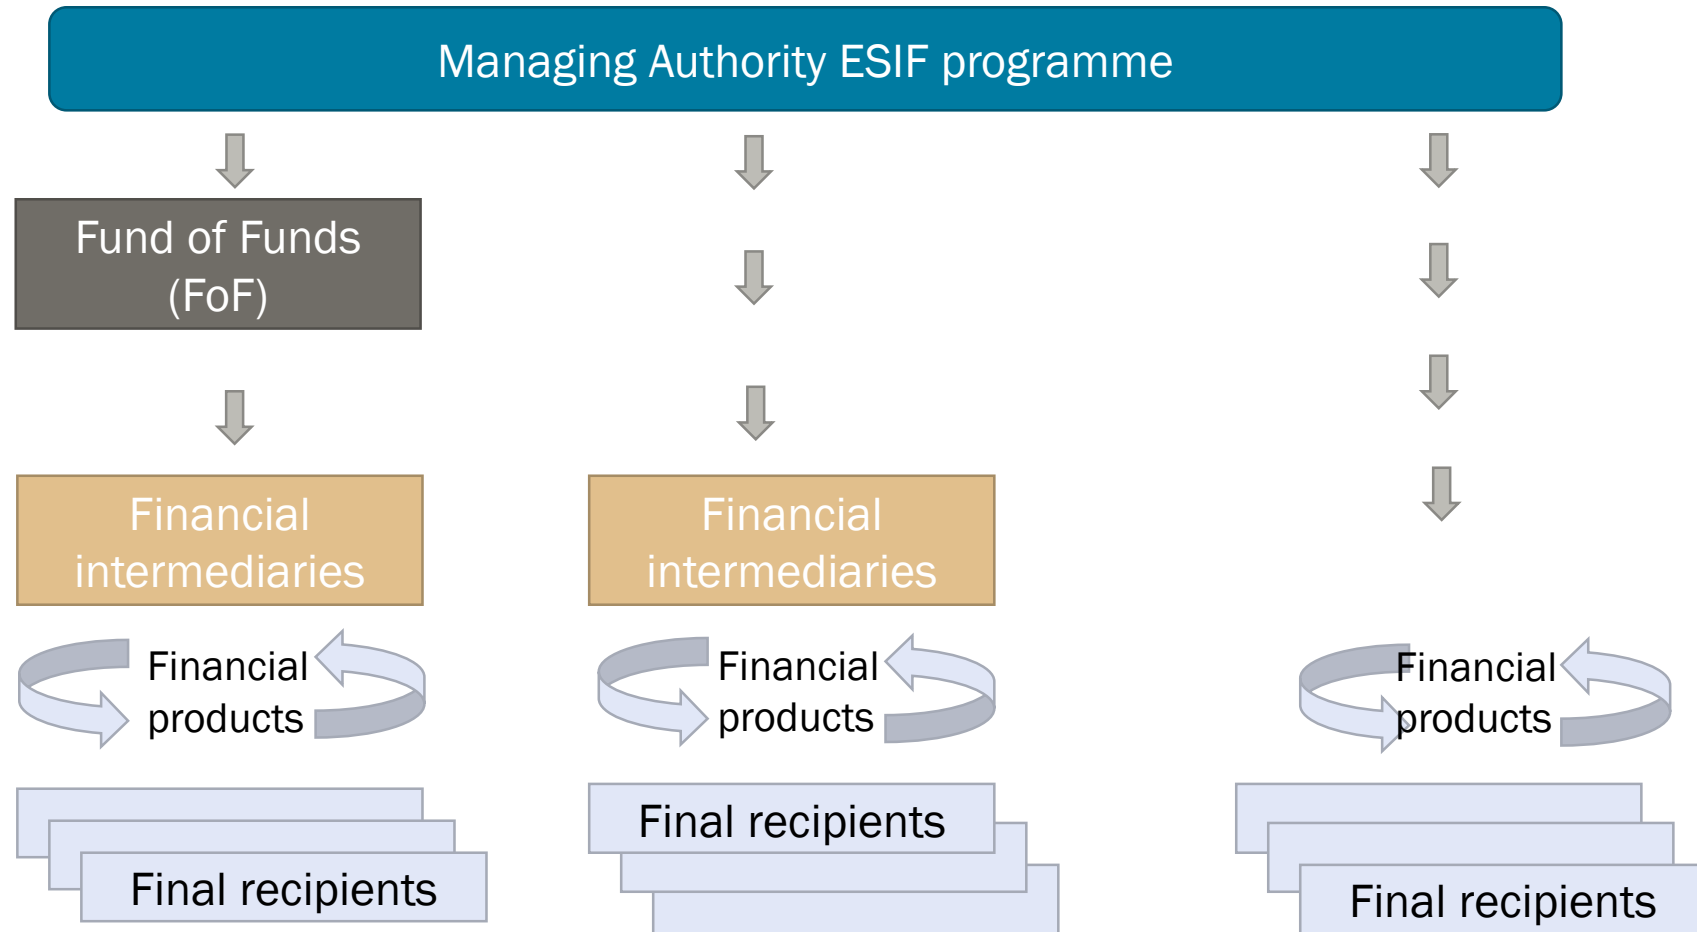 Managing Authority ESIF programme
Fund of Funds
(FoF)
Financial
intermediaries
Financial
intermediaries
Financial
products
Financial
products
Financial
products
Final recipients
Final recipients
Final recipients